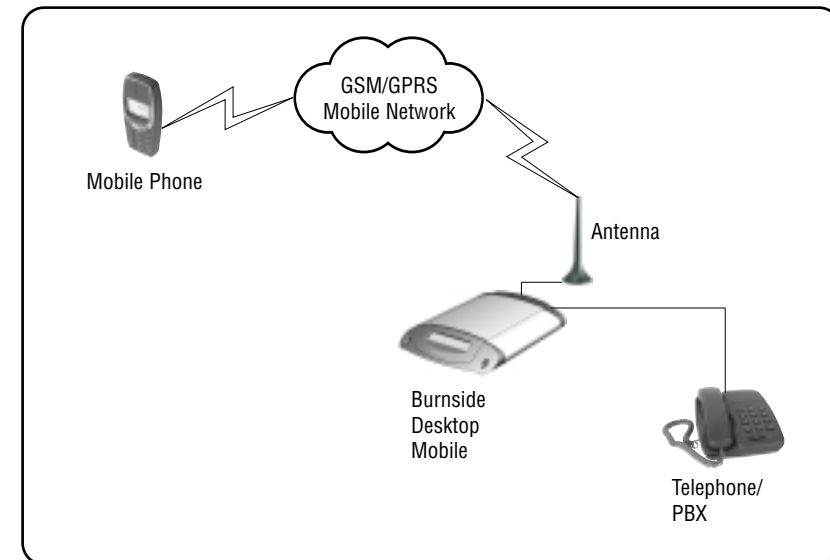 GSM/GPRS
Mobile Network
Mobile Phone
Antenna
Burnside
Desktop
Mobile
Telephone/
PBX